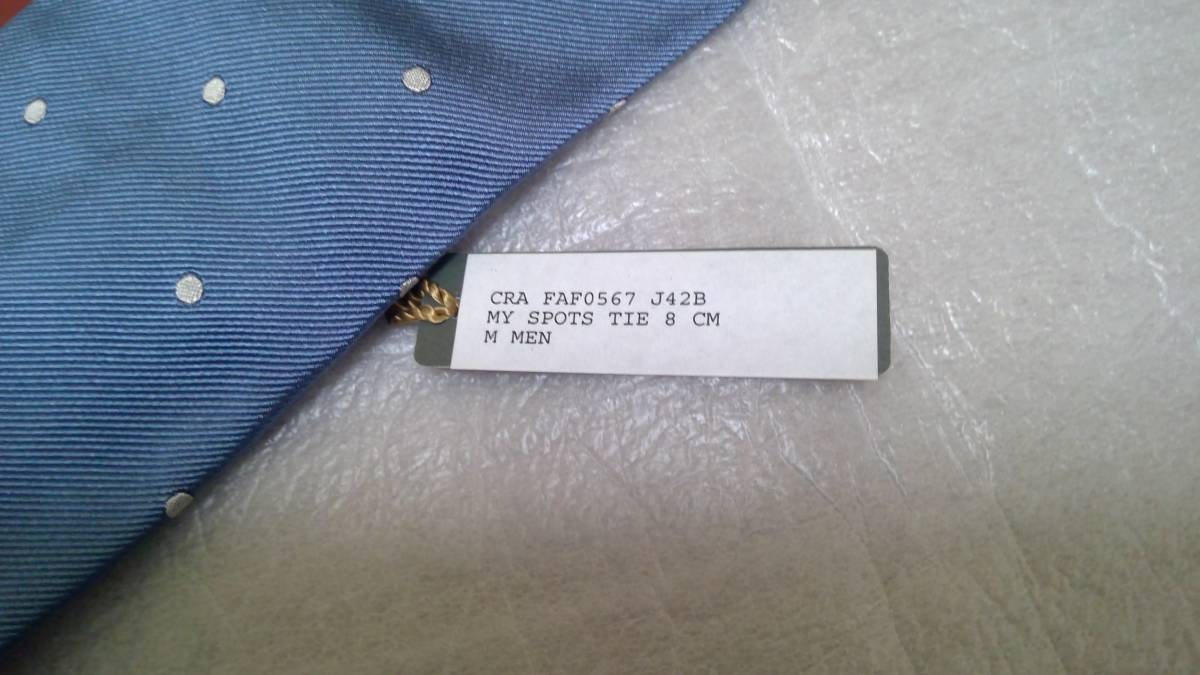 CRA FAF0567 J42B
MY SPOTS TIE 8 CM
M MEN